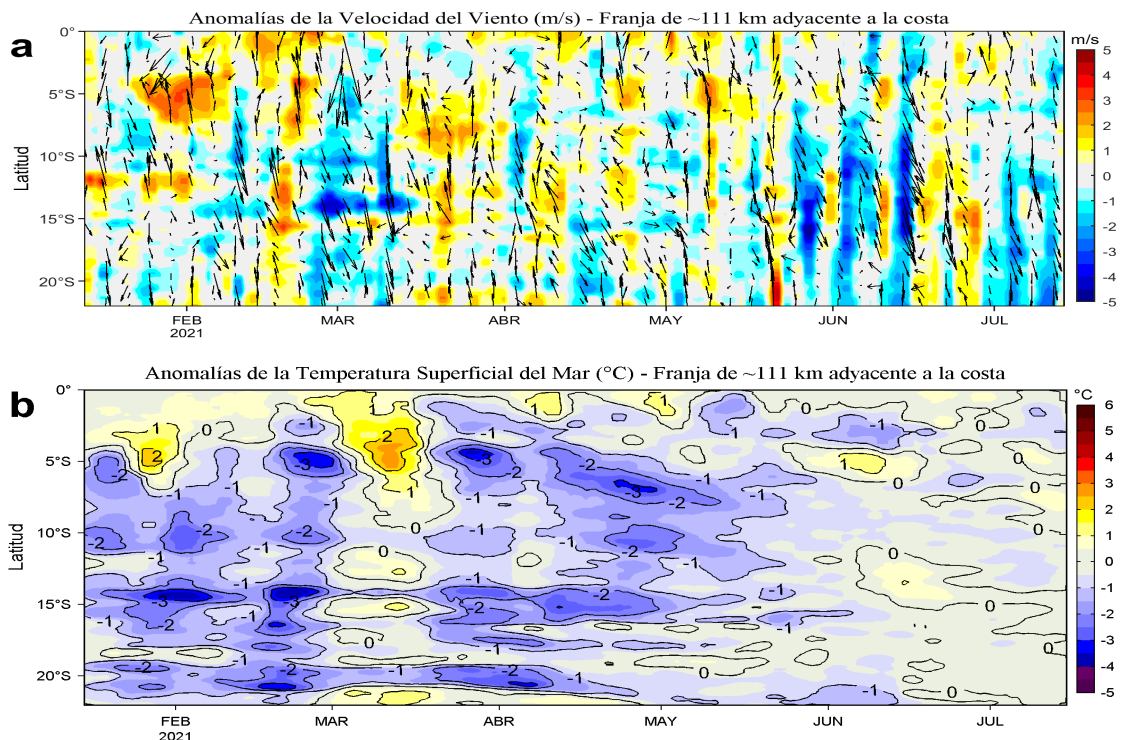 Anomalías de la Velocidad del Viento (m/s) - Franja de ~111 km adyacente a la costa
a
m/s
0°
5°S
10°S
15°S
20°S
Latitud
5
4
3
2
1
0
-1
-2
-3
-4
-5
FEB MAR ABR MAY JUN JUL
2021
Anomalías de la Temperatura Superficial del Mar (°C) - Franja de ~111 km adyacente a la costa
b
°C
0°
5°S
10°S
15°S
20°S
Latitud
6
5
4
3
2
1
0
-1
-2
-3
-4
-5
FEB MAR ABR MAY JUN JUL
2021